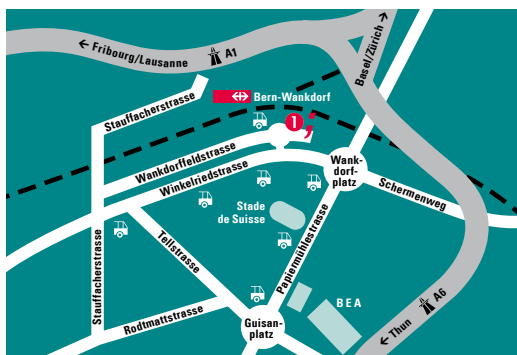 ← Fribourg/Lausanne
A1
Basel/Zürich →
Stauffacherstrasse
Bern-Wankdorf
1
Wankdorffeldstrasse
Winkelriedstrasse
Wank-
dorf-
platz
Schermenweg
Stade
de Suisse
Stauffacherstrasse
Tellstrasse
Papiermühlestrasse
BEA
Rodtmattstrasse
Guisan-
platz
← Thun
A6